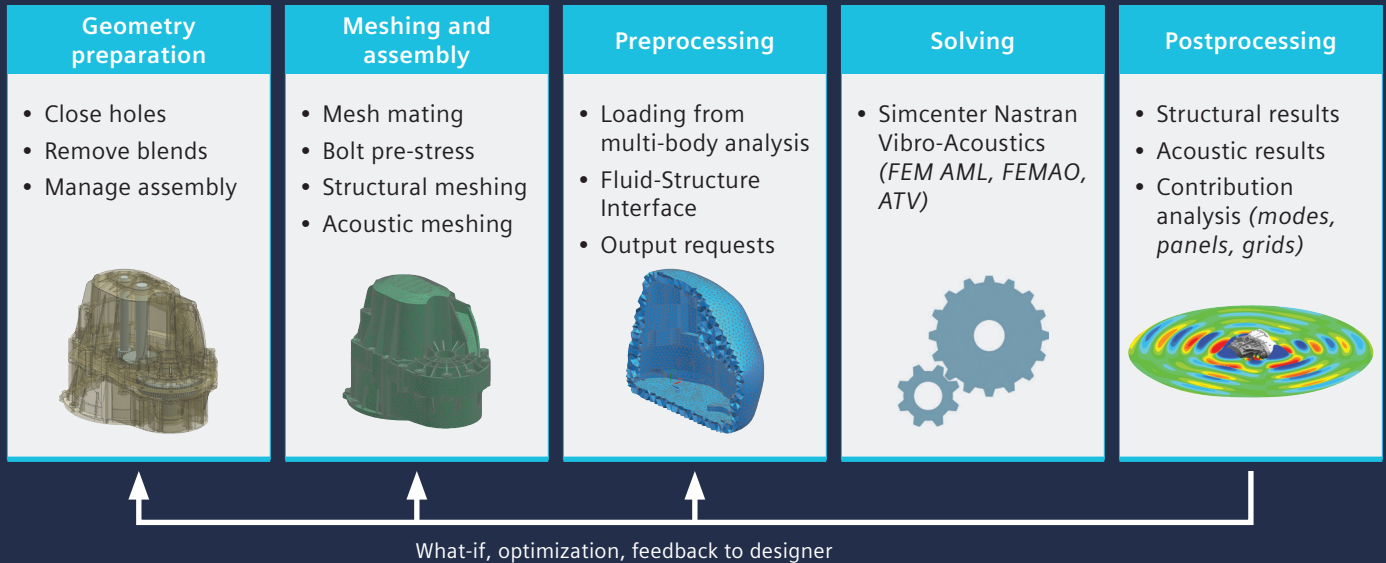 Geometry
preparation
• Close holes
• Remove blends
• Manage assembly
Meshing and
assembly
• Mesh mating
• Bolt pre-stress
• Structural meshing
• Acoustic meshing
Preprocessing
• Loading from
multi-body analysis
• Fluid-Structure
Interface
• Output requests
Solving
• Simcenter Nastran
Vibro-Acoustics
(FEM AML, FEMAO,
ATV)
Postprocessing
• Structural results
• Acoustic results
• Contribution
analysis (modes,
panels, grids)
What-if, optimization, feedback to designer